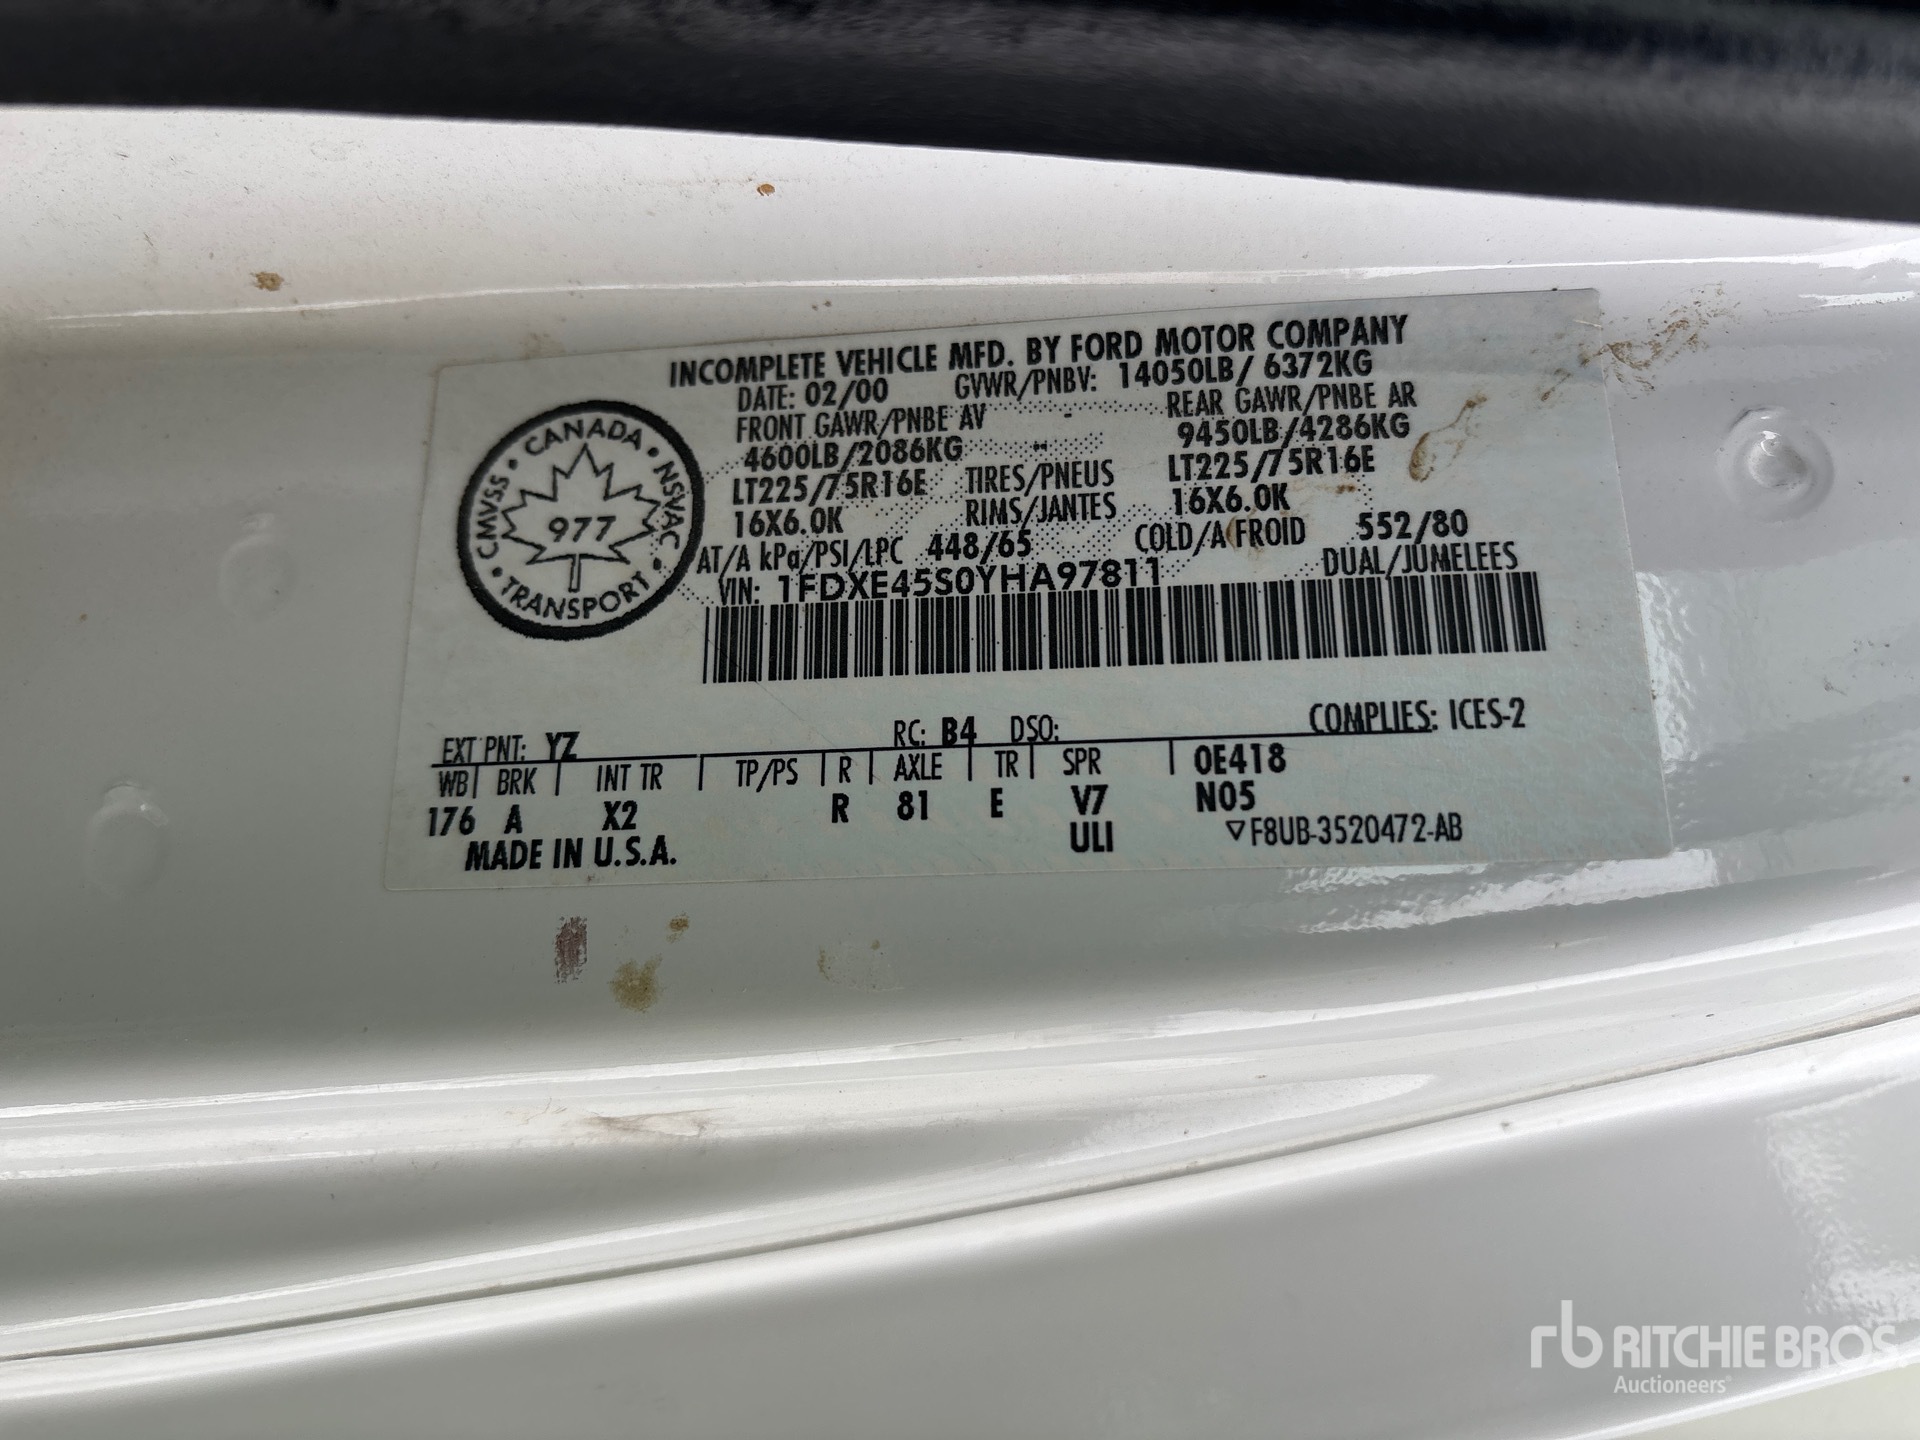 INCOMPLETE VEHICLE MFD. BY FORD MOTOR COMPANY
DATE: 02/00 GVWR/PNBV: 14050LB/ 6372KG
FRONT GAWR/PNBE AV REAR GAWR/PNBE AR
4600LB/2086KG 9450LB/4286KG
LT225/75R16E TIRES/PNEUS LT225/75R16E
16X6.0K RIMS/JANTES 16X6.0K
AT/A kPa/PSI/LPC 448/65 COLD/A FROID 552/80
VIN: 1FDXE45S0YHA97811 DUAL/JUMELEES
CANADA • NSVAC • TRANSPORT • CMVSS •
977
COMPLIES: ICES-2
EXT PNT: YZ RC: B4 DSO:
WB BRK INT TR TP/PS R AXLE TR SPR 0E418
176 A X2 R 81 E V7 N05
MADE IN U.S.A. ULI ▽F8UB-3520472-AB
rb RITCHIE BROS.
Auctioneers